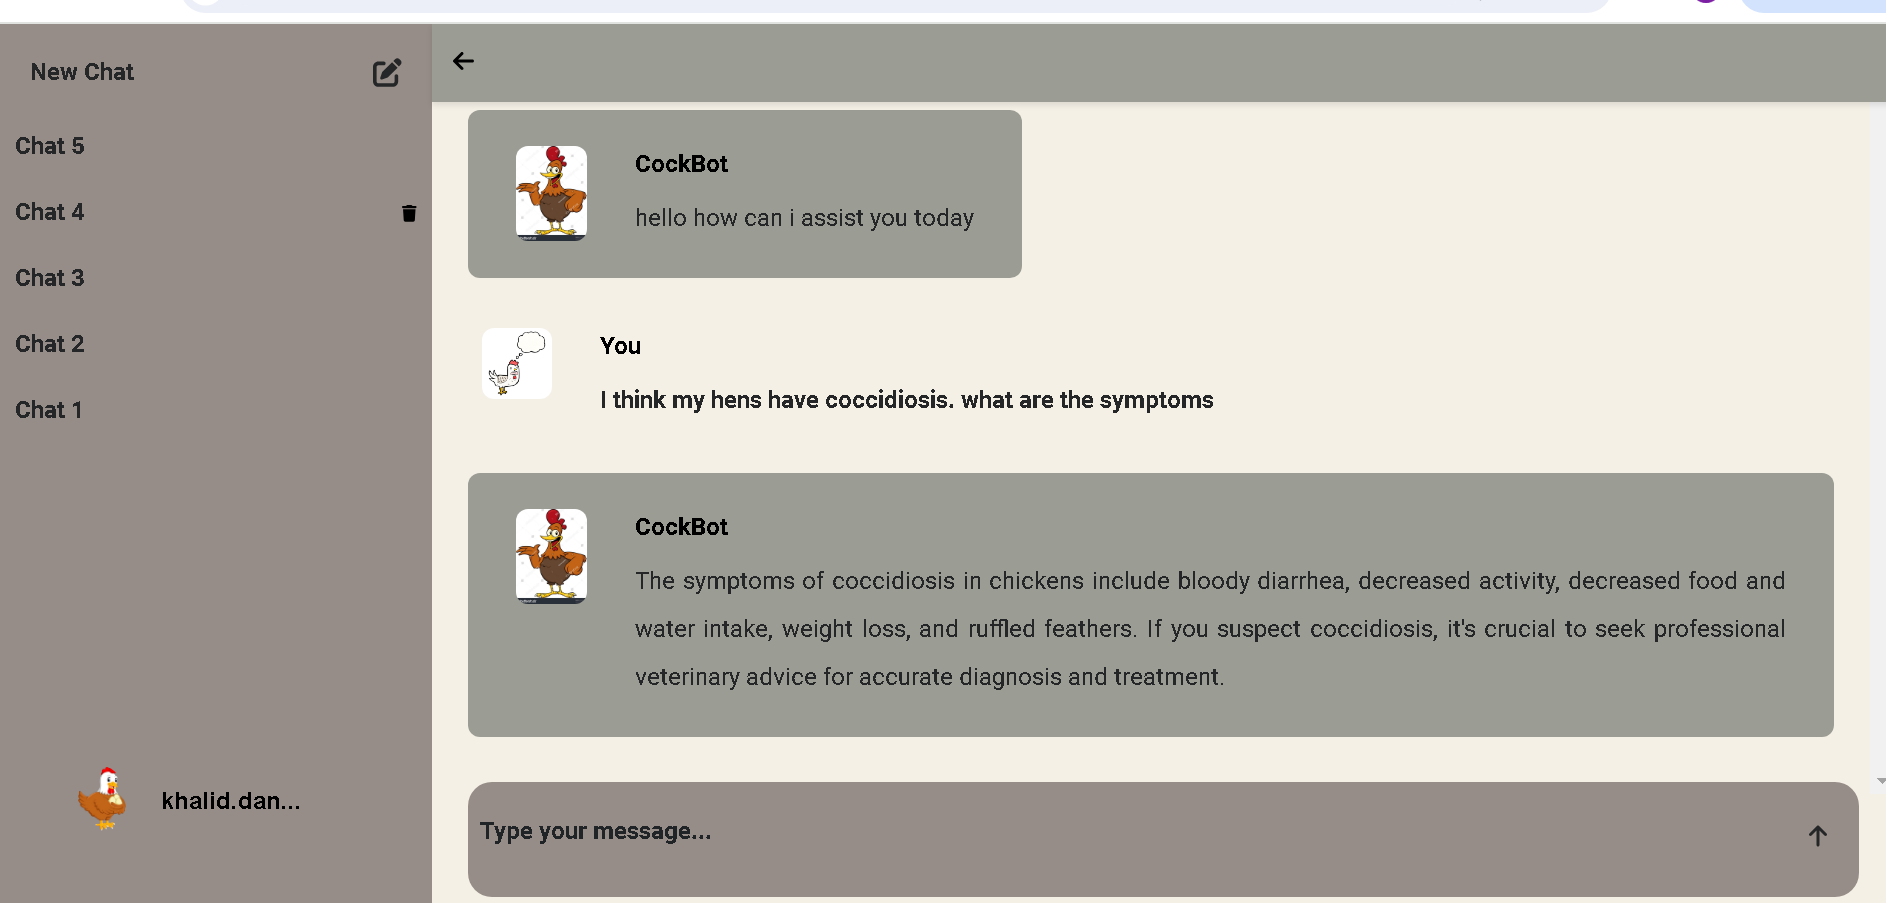 New Chat
Chat 5
Chat 4
Chat 3
Chat 2
Chat 1
khalid.dan...
CockBot
hello how can i assist you today
You
I think my hens have coccidiosis. what are the symptoms
CockBot
The symptoms of coccidiosis in chickens include bloody diarrhea, decreased activity, decreased food and
water intake, weight loss, and ruffled feathers. If you suspect coccidiosis, it's crucial to seek professional
veterinary advice for accurate diagnosis and treatment.
Type your message...